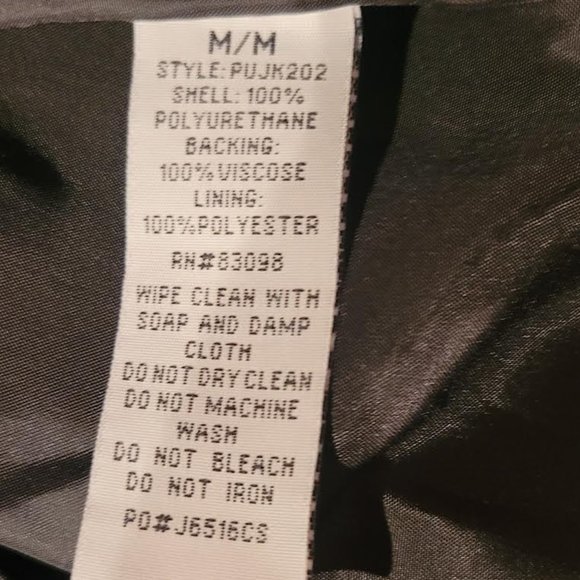 M/M
STYLE: PUJK202
SHELL: 100%
POLYURETHANE
BACKING:
100% VISCOSE
LINING:
100%POLYESTER
RN#83098
WIPE CLEAN WITH
SOAP AND DAMP
CLOTH
DO NOT DRY CLEAN
DO NOT MACHINE
WASH
DO NOT BLEACH
DO NOT IRON
PO#J6516CS